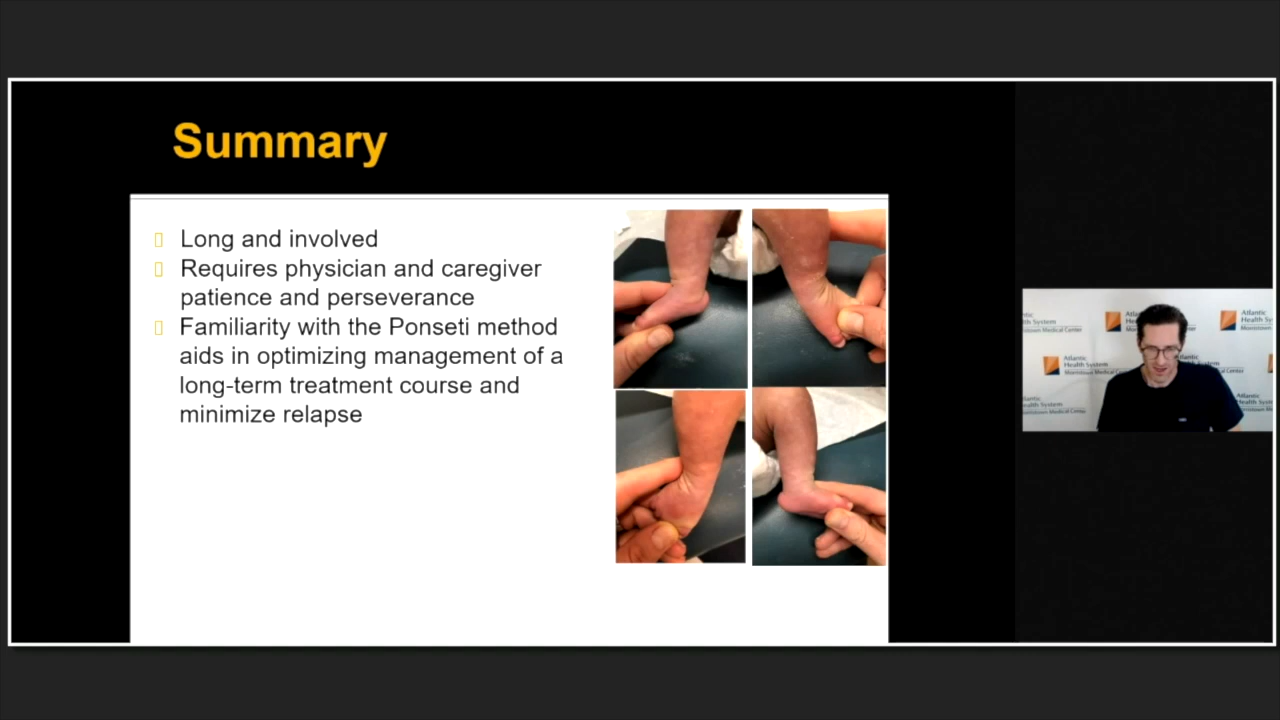 Summary
Long and involved
Requires physician and caregiver
patience and perseverance
Familiarity with the Ponseti method
aids in optimizing management of a
long-term treatment course and
minimize relapse
Atlantic
Health System
Morristown Medical Center